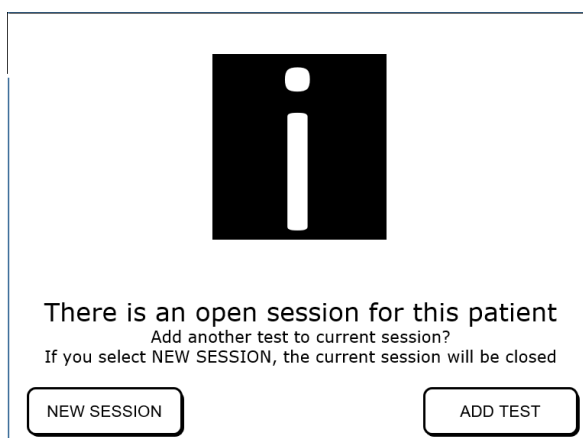 i
There is an open session for this patient
Add another test to current session?
If you select NEW SESSION, the current session will be closed
NEW SESSION
ADD TEST